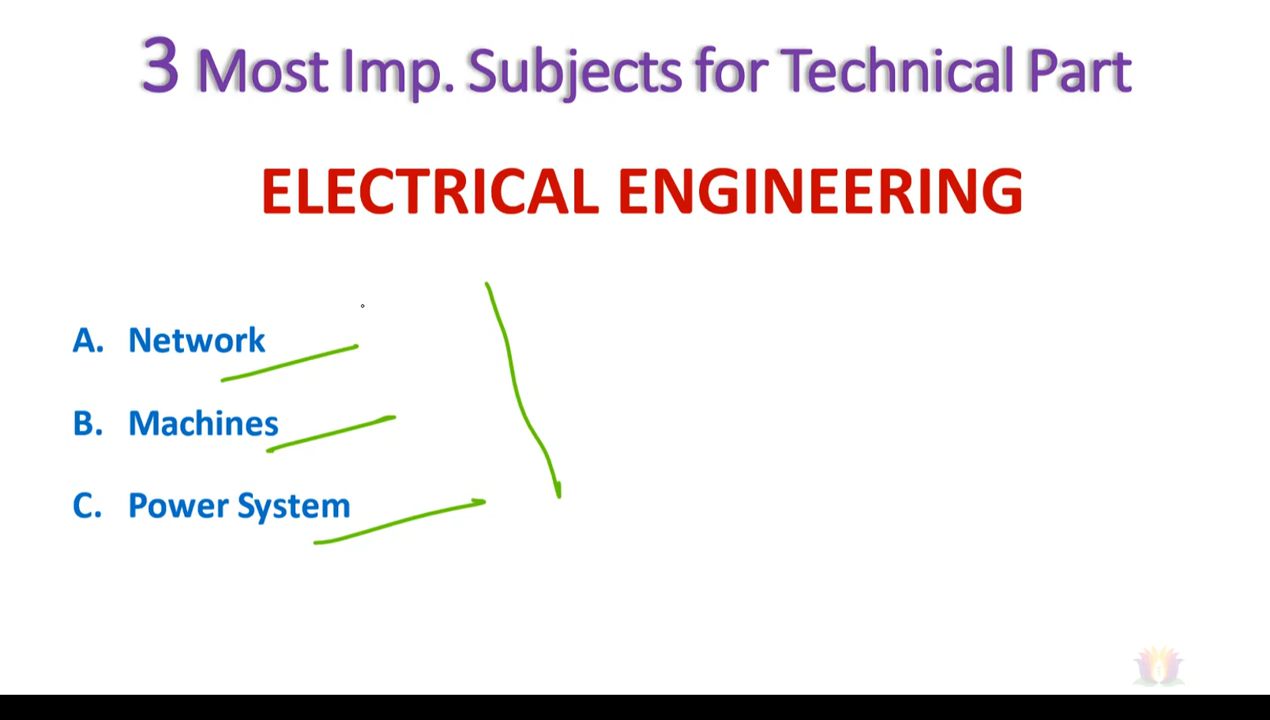 3 Most Imp. Subjects for Technical Part
ELECTRICAL ENGINEERING
A. Network
B. Machines
C. Power System